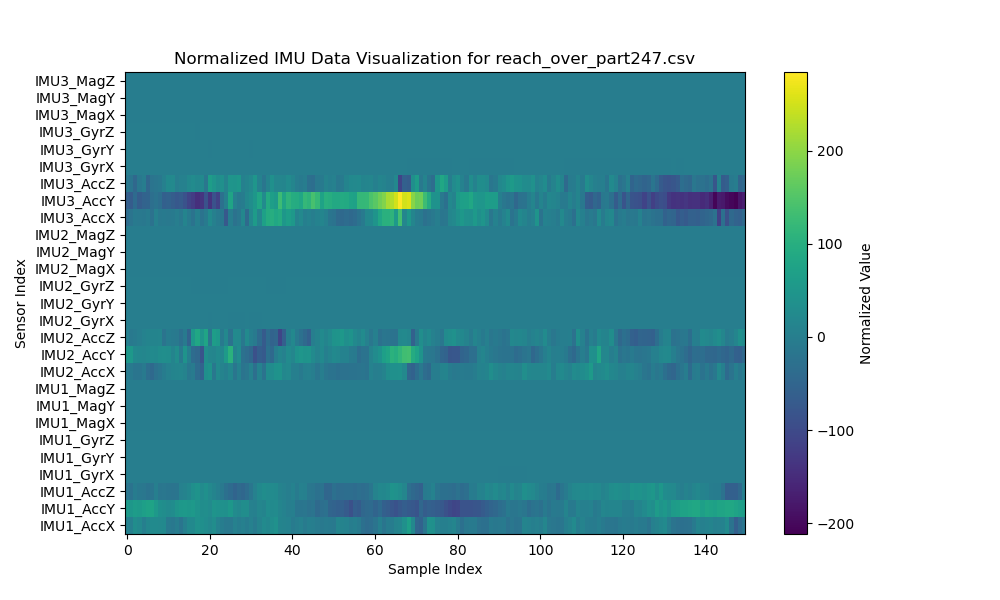 Normalized IMU Data Visualization for reach_over_part247.csv
IMU3_MagZ
IMU3_MagY
IMU3_MagX
IMU3_GyrZ
IMU3_GyrY
IMU3_GyrX
IMU3_AccZ
IMU3_AccY
IMU3_AccX
IMU2_MagZ
IMU2_MagY
IMU2_MagX
IMU2_GyrZ
IMU2_GyrY
IMU2_GyrX
IMU2_AccZ
IMU2_AccY
IMU2_AccX
IMU1_MagZ
IMU1_MagY
IMU1_MagX
IMU1_GyrZ
IMU1_GyrY
IMU1_GyrX
IMU1_AccZ
IMU1_AccY
IMU1_AccX
Sensor Index
0 20 40 60 80 100 120 140
Sample Index
200
100
0
−100
−200
Normalized Value